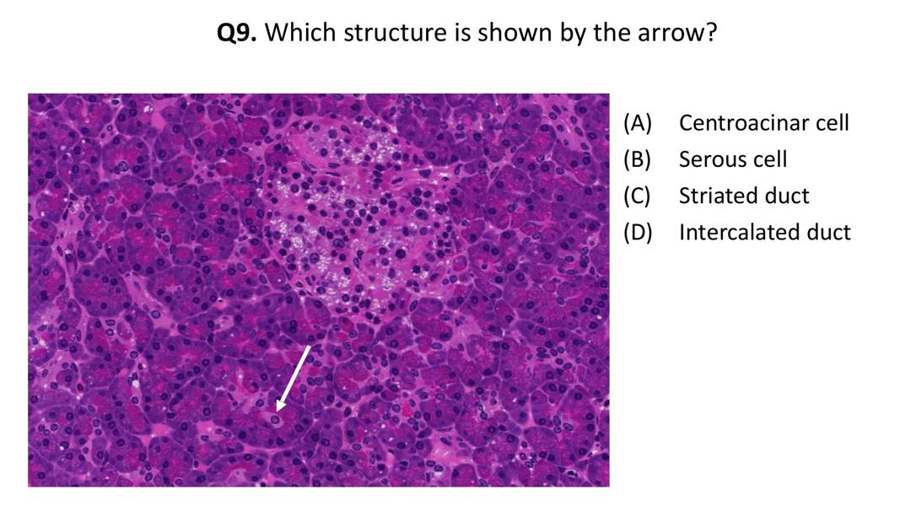 Q9. Which structure is shown by the arrow?
(A) Centroacinar cell
(B) Serous cell
(C) Striated duct
(D) Intercalated duct